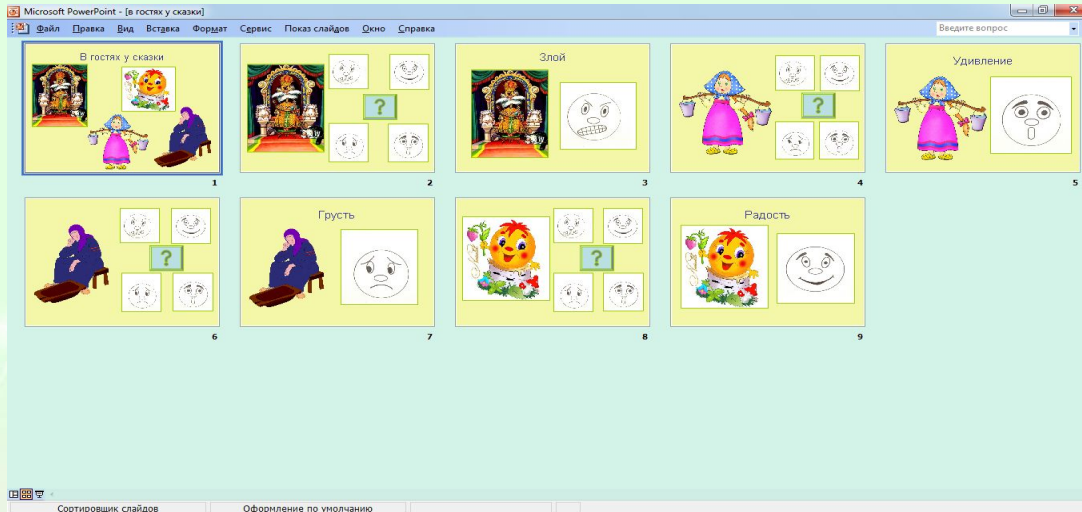 Microsoft PowerPoint - [в гостях у сказки]
Файл Правка Вид Вставка Формат Сервис Показ слайдов Окно Справка
Введите вопрос
В гостях у сказки
1
?
2
Злой
3
?
4
Удивление
5
?
6
Грусть
7
?
8
Радость
9
Сортировщик слайдов
Оформление по умолчанию